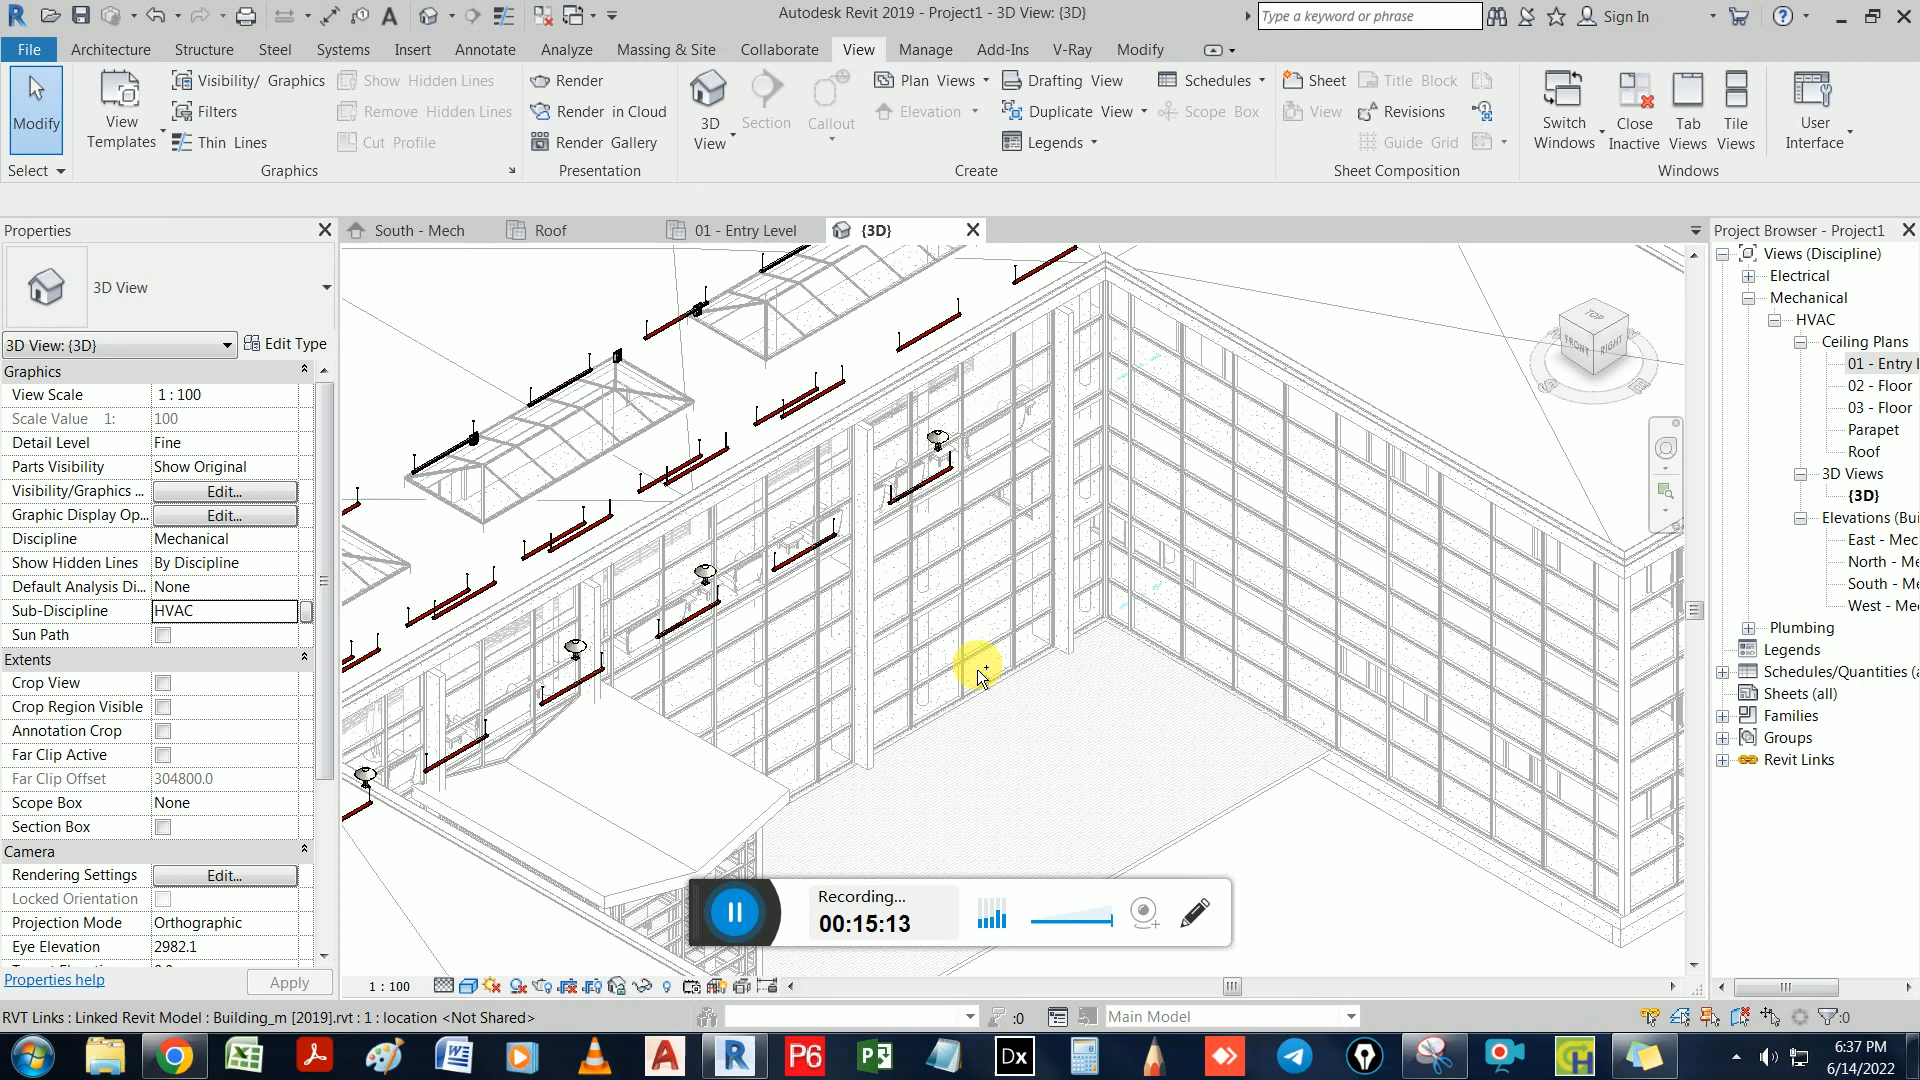 Autodesk Revit 2019 - Project1 - 3D View: {3D}
Type a keyword or phrase
Sign In
File Architecture Structure Steel Systems Insert Annotate Analyze Massing & Site Collaborate View Manage Add-Ins V-Ray Modify
Modify
View Templates
Visibility/ Graphics
Filters
Thin Lines
Show Hidden Lines
Remove Hidden Lines
Cut Profile
Render
Render in Cloud
Render Gallery
3D View
Section
Callout
Plan Views
Elevation
Drafting View
Duplicate View
Legends
Schedules
Scope Box
Sheet
View
Title Block
Revisions
Guide Grid
Switch Windows
Close Inactive
Tab Views
Tile Views
User Interface
Select Graphics Presentation Create Sheet Composition Windows
Properties
South - Mech Roof 01 - Entry Level {3D}
3D View
3D View: {3D} Edit Type
Graphics
View Scale 1 : 100
Scale Value 1: 100
Detail Level Fine
Parts Visibility Show Original
Visibility/Graphics ... Edit...
Graphic Display Op... Edit...
Discipline Mechanical
Show Hidden Lines By Discipline
Default Analysis Di... None
Sub-Discipline HVAC
Sun Path
Extents
Crop View
Crop Region Visible
Annotation Crop
Far Clip Active
Far Clip Offset 304800.0
Scope Box None
Section Box
Camera
Rendering Settings Edit...
Locked Orientation
Projection Mode Orthographic
Eye Elevation 2982.1
Properties help Apply
TOP
FRONT
RIGHT
Recording...
00:15:13
1 : 100
Project Browser - Project1
Views (Discipline)
Electrical
Mechanical
HVAC
Ceiling Plans
01 - Entry l
02 - Floor
03 - Floor
Parapet
Roof
3D Views
{3D}
Elevations (Bui
East - Mec
North - Me
South - Me
West - Me
Plumbing
Legends
Schedules/Quantities (a
Sheets (all)
Families
Groups
Revit Links
RVT Links : Linked Revit Model : Building_m [2019].rvt : 1 : location <Not Shared>
:0
Main Model
:0
P6
Dx
6:37 PM
6/14/2022